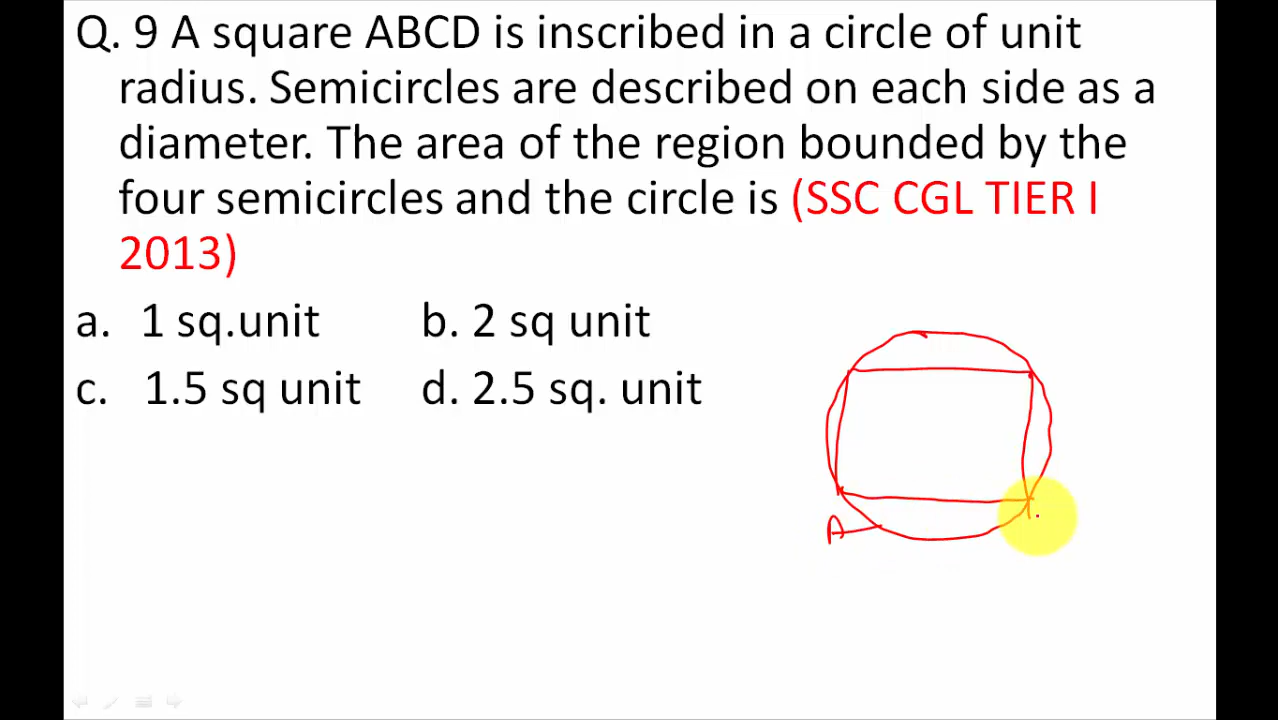 Q. 9 A square ABCD is inscribed in a circle of unit
radius. Semicircles are described on each side as a
diameter. The area of the region bounded by the
four semicircles and the circle is (SSC CGL TIER I
2013)
a. 1 sq.unit b. 2 sq unit
c. 1.5 sq unit d. 2.5 sq. unit
A